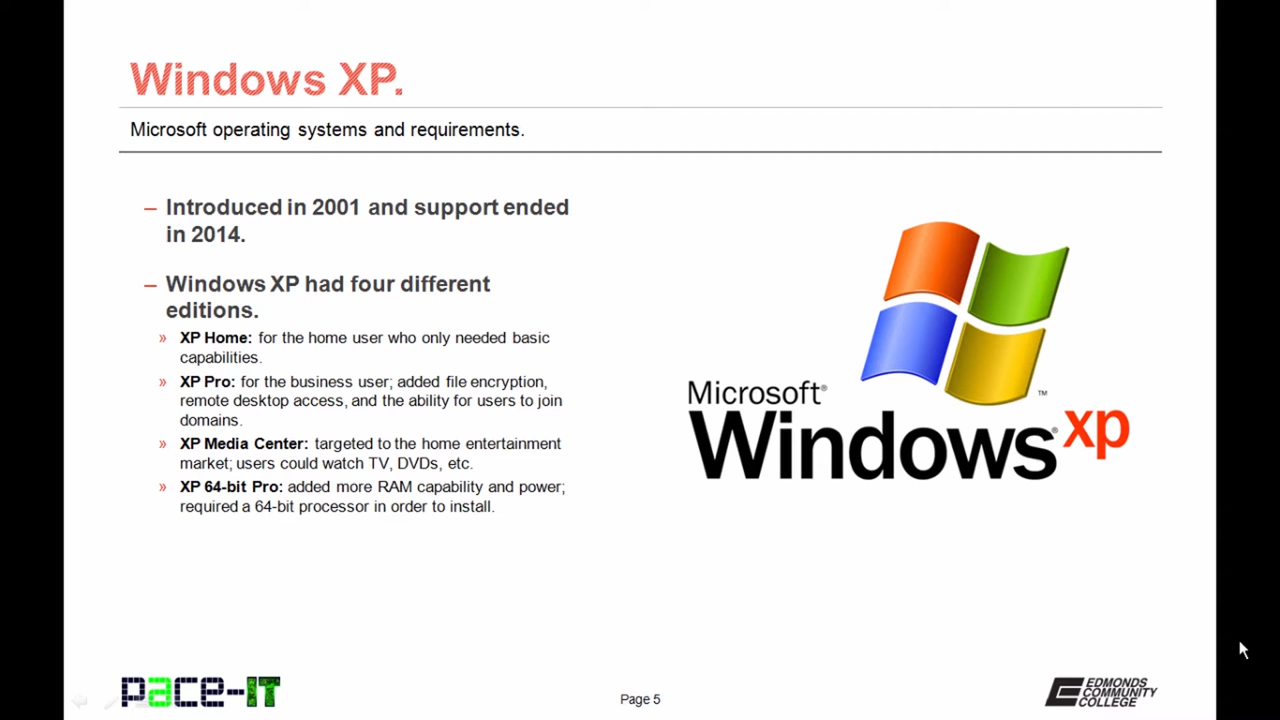 Windows XP.
Microsoft operating systems and requirements.
– Introduced in 2001 and support ended
in 2014.
– Windows XP had four different
editions.
» XP Home: for the home user who only needed basic
capabilities.
» XP Pro: for the business user; added file encryption,
remote desktop access, and the ability for users to join
domains.
» XP Media Center: targeted to the home entertainment
market; users could watch TV, DVDs, etc.
» XP 64-bit Pro: added more RAM capability and power;
required a 64-bit processor in order to install.
Microsoft®
Windows® xp
™
pace-IT
Page 5
EDMONDS
COMMUNITY
COLLEGE